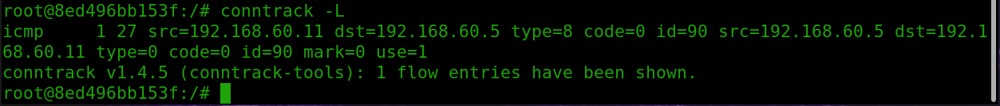 root@8ed496bb153f:/# conntrack -L
icmp     1 27 src=192.168.60.11 dst=192.168.60.5 type=8 code=0 id=90 src=192.168.60.5 dst=192.1
68.60.11 type=0 code=0 id=90 mark=0 use=1
conntrack v1.4.5 (conntrack-tools): 1 flow entries have been shown.
root@8ed496bb153f:/#